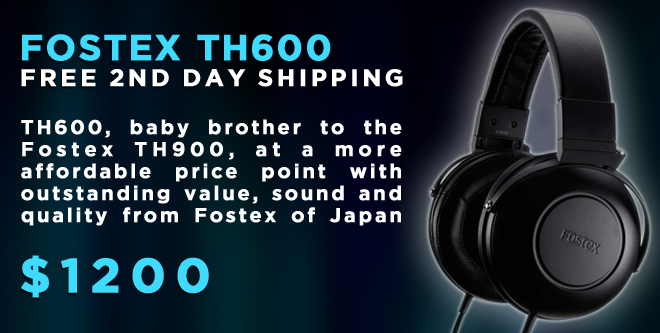 FOSTEX TH600
FREE 2ND DAY SHIPPING
TH600, baby brother to the
Fostex TH900, at a more
affordable price point with
outstanding value, sound and
quality from Fostex of Japan
$1200
FOSTEX